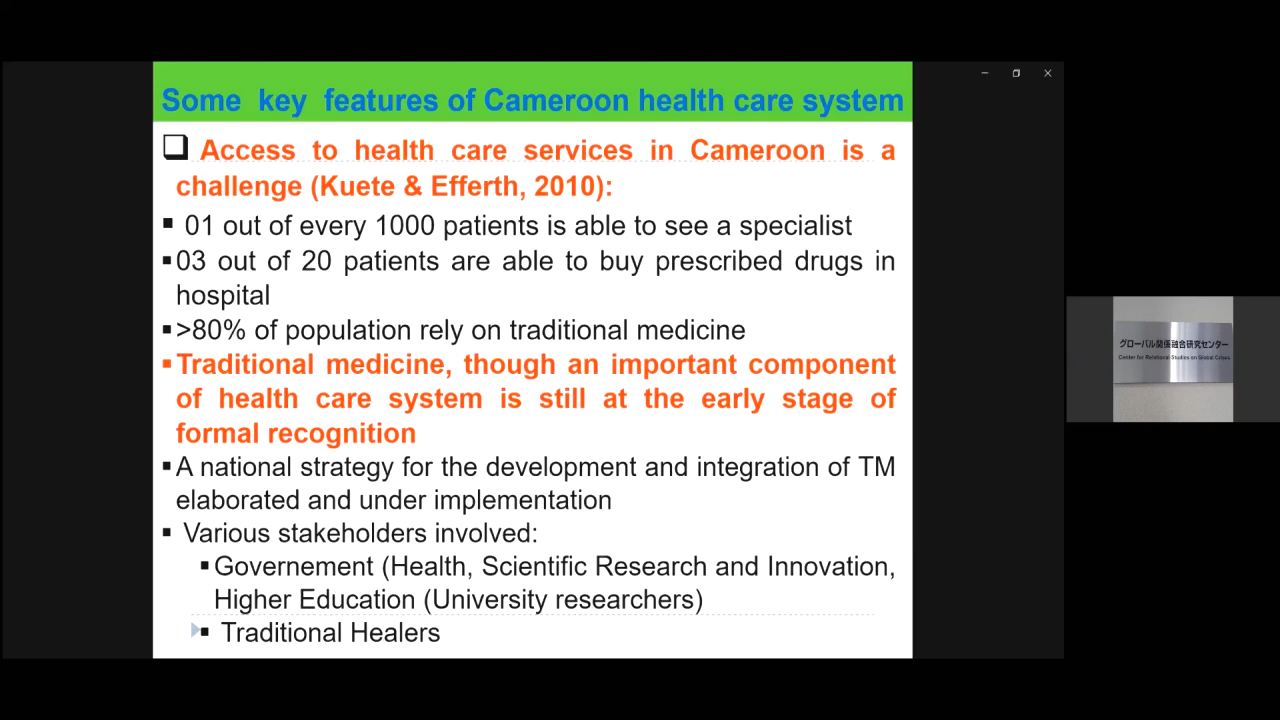 Some key features of Cameroon health care system
Access to health care services in Cameroon is a
challenge (Kuete & Efferth, 2010):
01 out of every 1000 patients is able to see a specialist
03 out of 20 patients are able to buy prescribed drugs in
hospital
>80% of population rely on traditional medicine
Traditional medicine, though an important component
of health care system is still at the early stage of
formal recognition
A national strategy for the development and integration of TM
elaborated and under implementation
Various stakeholders involved:
Governement (Health, Scientific Research and Innovation,
Higher Education (University researchers)
Traditional Healers
グローバル関係融合研究センター
Center for Relational Studies on Global Crises